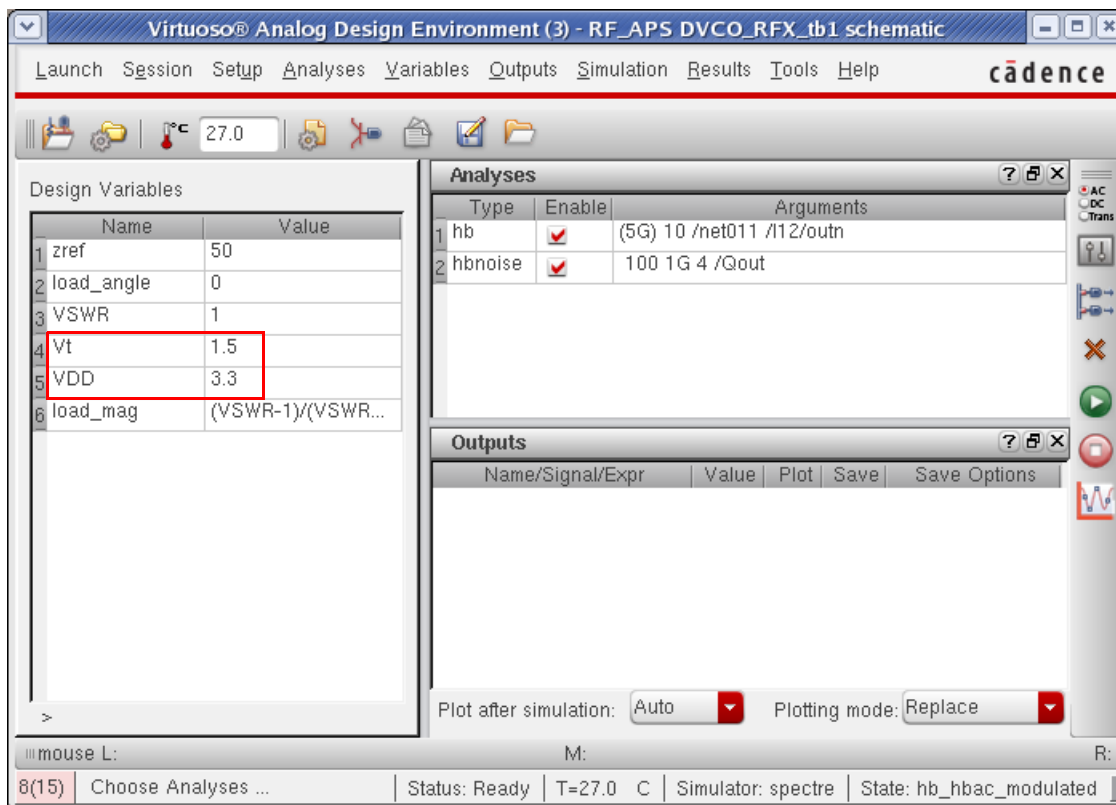 Virtuoso® Analog Design Environment (3) - RF_APS DVCO_RFX_tb1 schematic
Launch Session Setup Analyses Variables Outputs Simulation Results Tools Help cādence
°C 27.0
Design Variables
Name Value
1 zref 50
2 load_angle 0
3 VSWR 1
4 Vt 1.5
5 VDD 3.3
6 load_mag (VSWR-1)/(VSWR...
>
Analyses
Type Enable Arguments
1 hb (5G) 10 /net011 /I12/outn
2 hbnoise 100 1G 4 /Qout
AC
DC
Trans
Outputs
Name/Signal/Expr Value Plot Save Save Options
Plot after simulation: Auto Plotting mode: Replace
mouse L: M: R:
8(15) Choose Analyses ... Status: Ready T=27.0 C Simulator: spectre State: hb_hbac_modulated